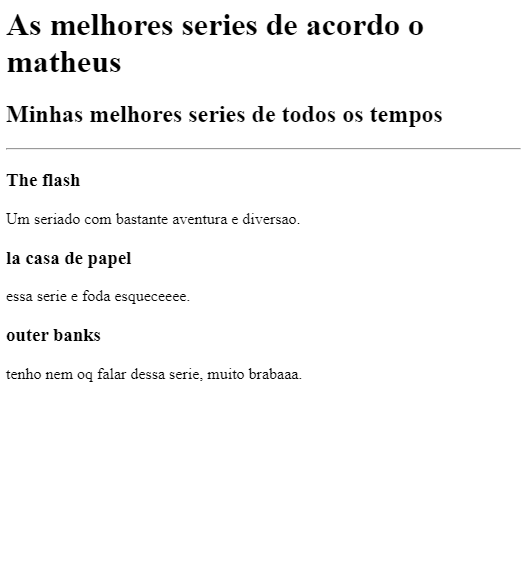 As melhores series de acordo o
matheus
Minhas melhores series de todos os tempos
The flash
Um seriado com bastante aventura e diversao.
la casa de papel
essa serie e foda esqueceeee.
outer banks
tenho nem oq falar dessa serie, muito brabaaa.